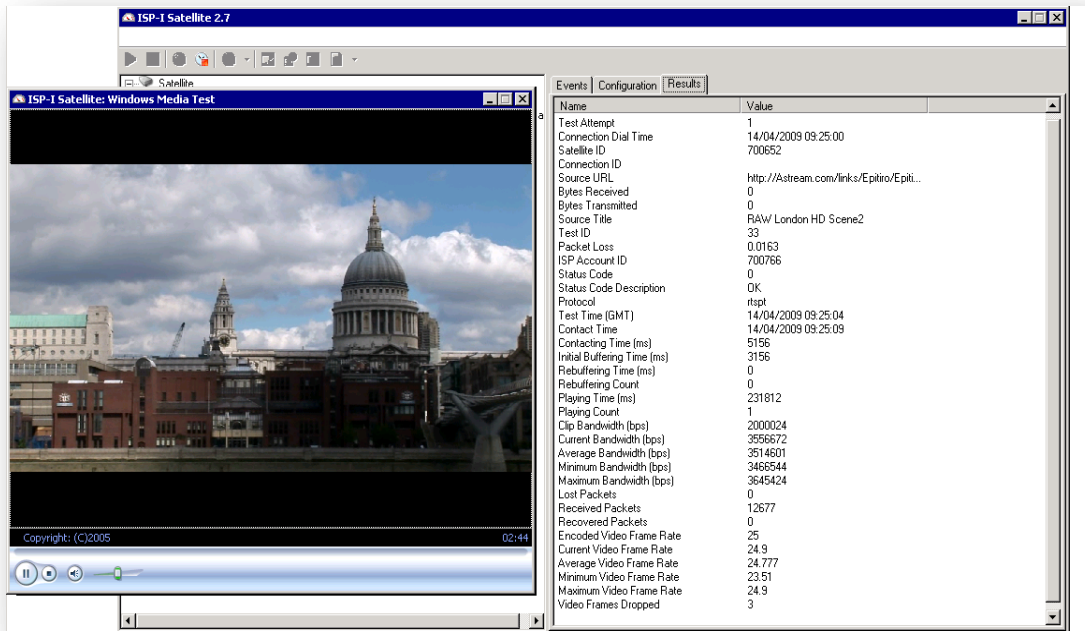 ISP-I Satellite 2.7
Satellite
ISP-I Satellite: Windows Media Test
Copyright: (C)2005 02:44
Events Configuration Results
Name Value
Test Attempt 1
Connection Dial Time 14/04/2009 09:25:00
Satellite ID 700652
Connection ID
Source URL http://Astream.com/links/Epitiro/Epiti...
Bytes Received 0
Bytes Transmitted 0
Source Title RAW London HD Scene2
Test ID 33
Packet Loss 0.0163
ISP Account ID 700766
Status Code 0
Status Code Description OK
Protocol rtspt
Test Time (GMT) 14/04/2009 09:25:04
Contact Time 14/04/2009 09:25:09
Contacting Time (ms) 5156
Initial Buffering Time (ms) 3156
Rebuffering Time (ms) 0
Rebuffering Count 0
Playing Time (ms) 231812
Playing Count 1
Clip Bandwidth (bps) 2000024
Current Bandwidth (bps) 3556672
Average Bandwidth (bps) 3514601
Minimum Bandwidth (bps) 3466544
Maximum Bandwidth (bps) 3645424
Lost Packets 0
Received Packets 12677
Recovered Packets 0
Encoded Video Frame Rate 25
Current Video Frame Rate 24.9
Average Video Frame Rate 24.777
Minimum Video Frame Rate 23.51
Maximum Video Frame Rate 24.9
Video Frames Dropped 3